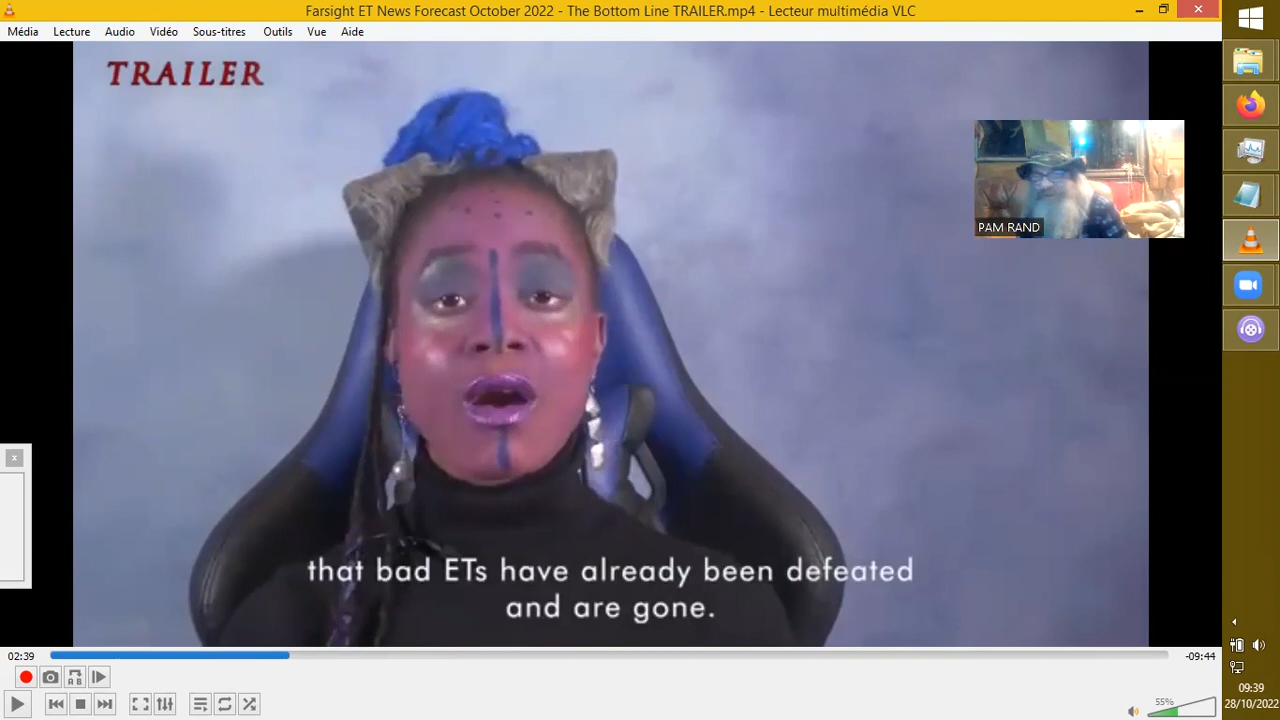 Farsight ET News Forecast October 2022 - The Bottom Line TRAILER.mp4 - Lecteur multimédia VLC
Média Lecture Audio Vidéo Sous-titres Outils Vue Aide
TRAILER
PAM RAND
x
that bad ETs have already been defeated
and are gone.
02:39
-09:44
A B
55%
09:39
28/10/2022